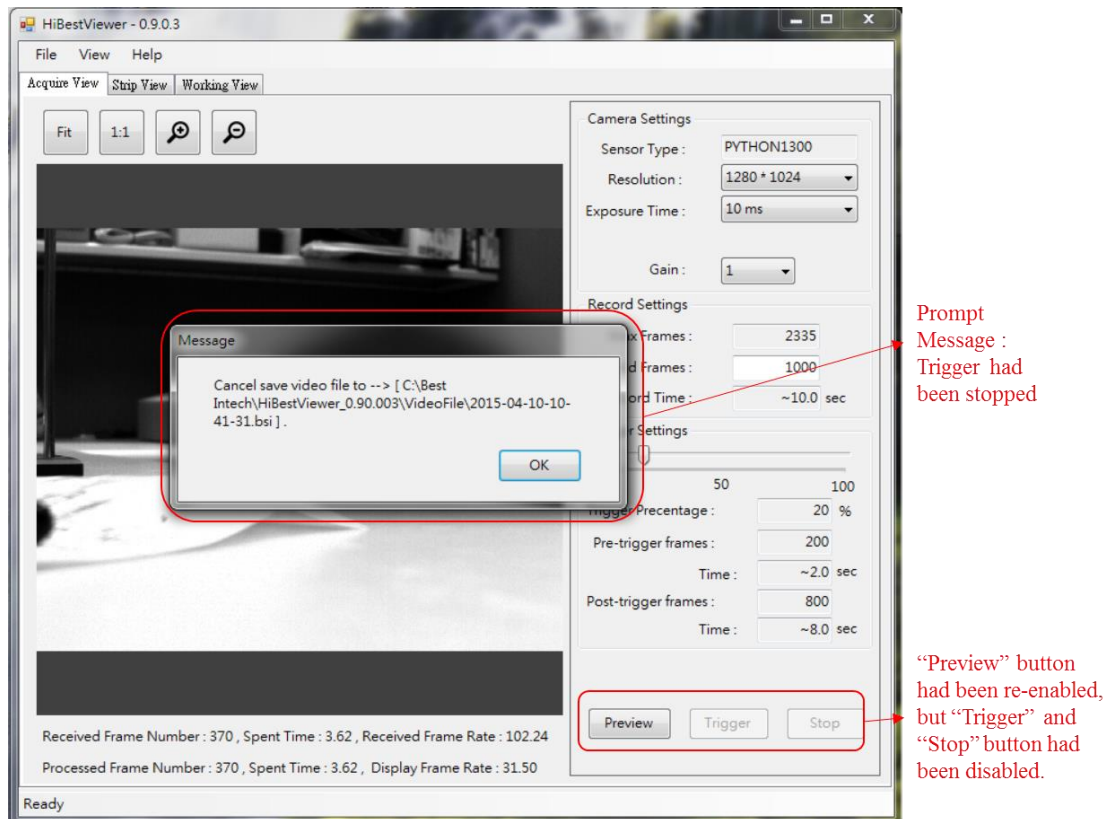 HiBestViewer - 0.9.0.3
File View Help
Acquire View Strip View Working View
Fit 1:1
Camera Settings
Sensor Type : PYTHON1300
Resolution : 1280 * 1024
Exposure Time : 10 ms
Gain : 1
Record Settings
Frames : 2335
Frames : 1000
Time : ~10.0 sec
Settings
50 100
Trigger Precentage : 20 %
Pre-trigger frames : 200
Time : ~2.0 sec
Post-trigger frames : 800
Time : ~8.0 sec
Message
Cancel save video file to --> [ C:\Best
Intech\HiBestViewer_0.90.003\VideoFile\2015-04-10-10-
41-31.bsi ] .
OK
Preview Trigger Stop
Received Frame Number : 370 , Spent Time : 3.62 , Received Frame Rate : 102.24
Processed Frame Number : 370 , Spent Time : 3.62 , Display Frame Rate : 31.50
Ready
Prompt
Message :
Trigger had
been stopped
“Preview” button
had been re-enabled,
but “Trigger” and
“Stop” button had
been disabled.